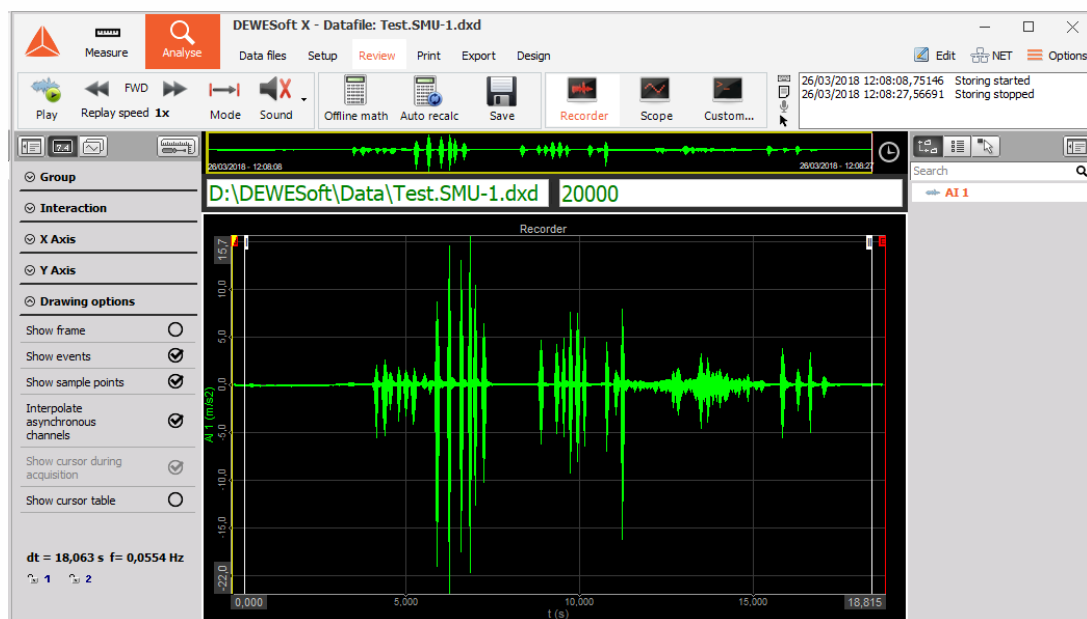 DEWESoft X - Datafile: Test.SMU-1.dxd
Measure
Analyse
Data files Setup Review Print Export Design
Edit NET Options
Play
FWD
Replay speed 1x
Mode
Sound
Offline math
Auto recalc
Save
Recorder
Scope
Custom...
26/03/2018 12:08:08,75146 Storing started
26/03/2018 12:08:27,56691 Storing stopped
7.4
Group
Interaction
X Axis
Y Axis
Drawing options
Show frame
Show events
Show sample points
Interpolate
asynchronous
channels
Show cursor during
acquisition
Show cursor table
dt = 18,063 s f= 0,0554 Hz
1 2
26/03/2018 - 12:08:08
26/03/2018 - 12:08:27
D:\DEWESoft\Data\Test.SMU-1.dxd 20000
Recorder
15,7
10,0
5,0
0,0
-5,0
-10,0
-15,0
-22,0
AI 1 (m/s2)
0,000 5,000 10,000 15,000 18,815
t (s)
Search
AI 1